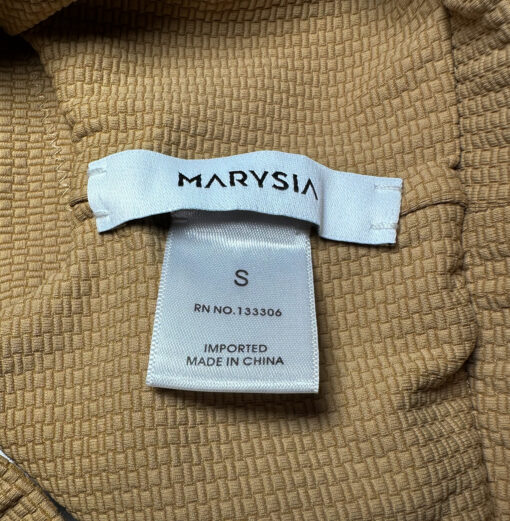 MARYSIA
S
RN NO.133306
IMPORTED
MADE IN CHINA